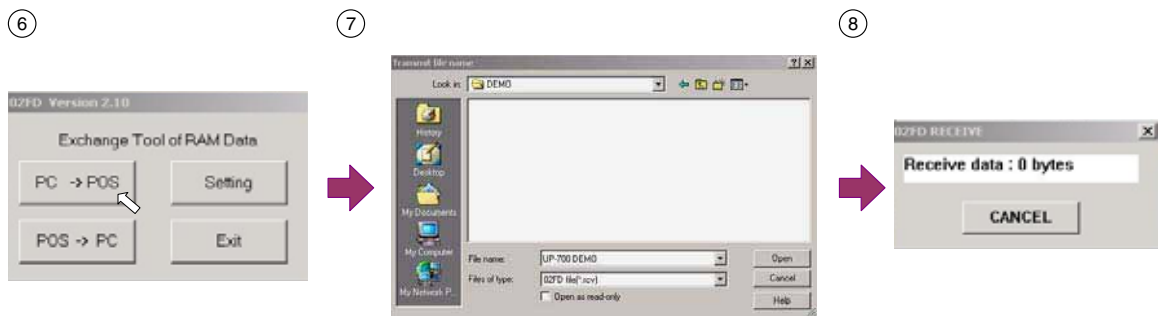 6
7
8
02FD Version 2.10
Exchange Tool of RAM Data
PC -> POS
Setting
POS -> PC
Exit
Transmit file name
Look in:
DEMO
History
Desktop
My Documents
My Computer
My Network P...
File name:
UP-700 DEMO
Open
Files of type:
02FD file(*.rcv)
Cancel
Open as read-only
Help
02FD RECEIVE
Receive data : 0 bytes
CANCEL